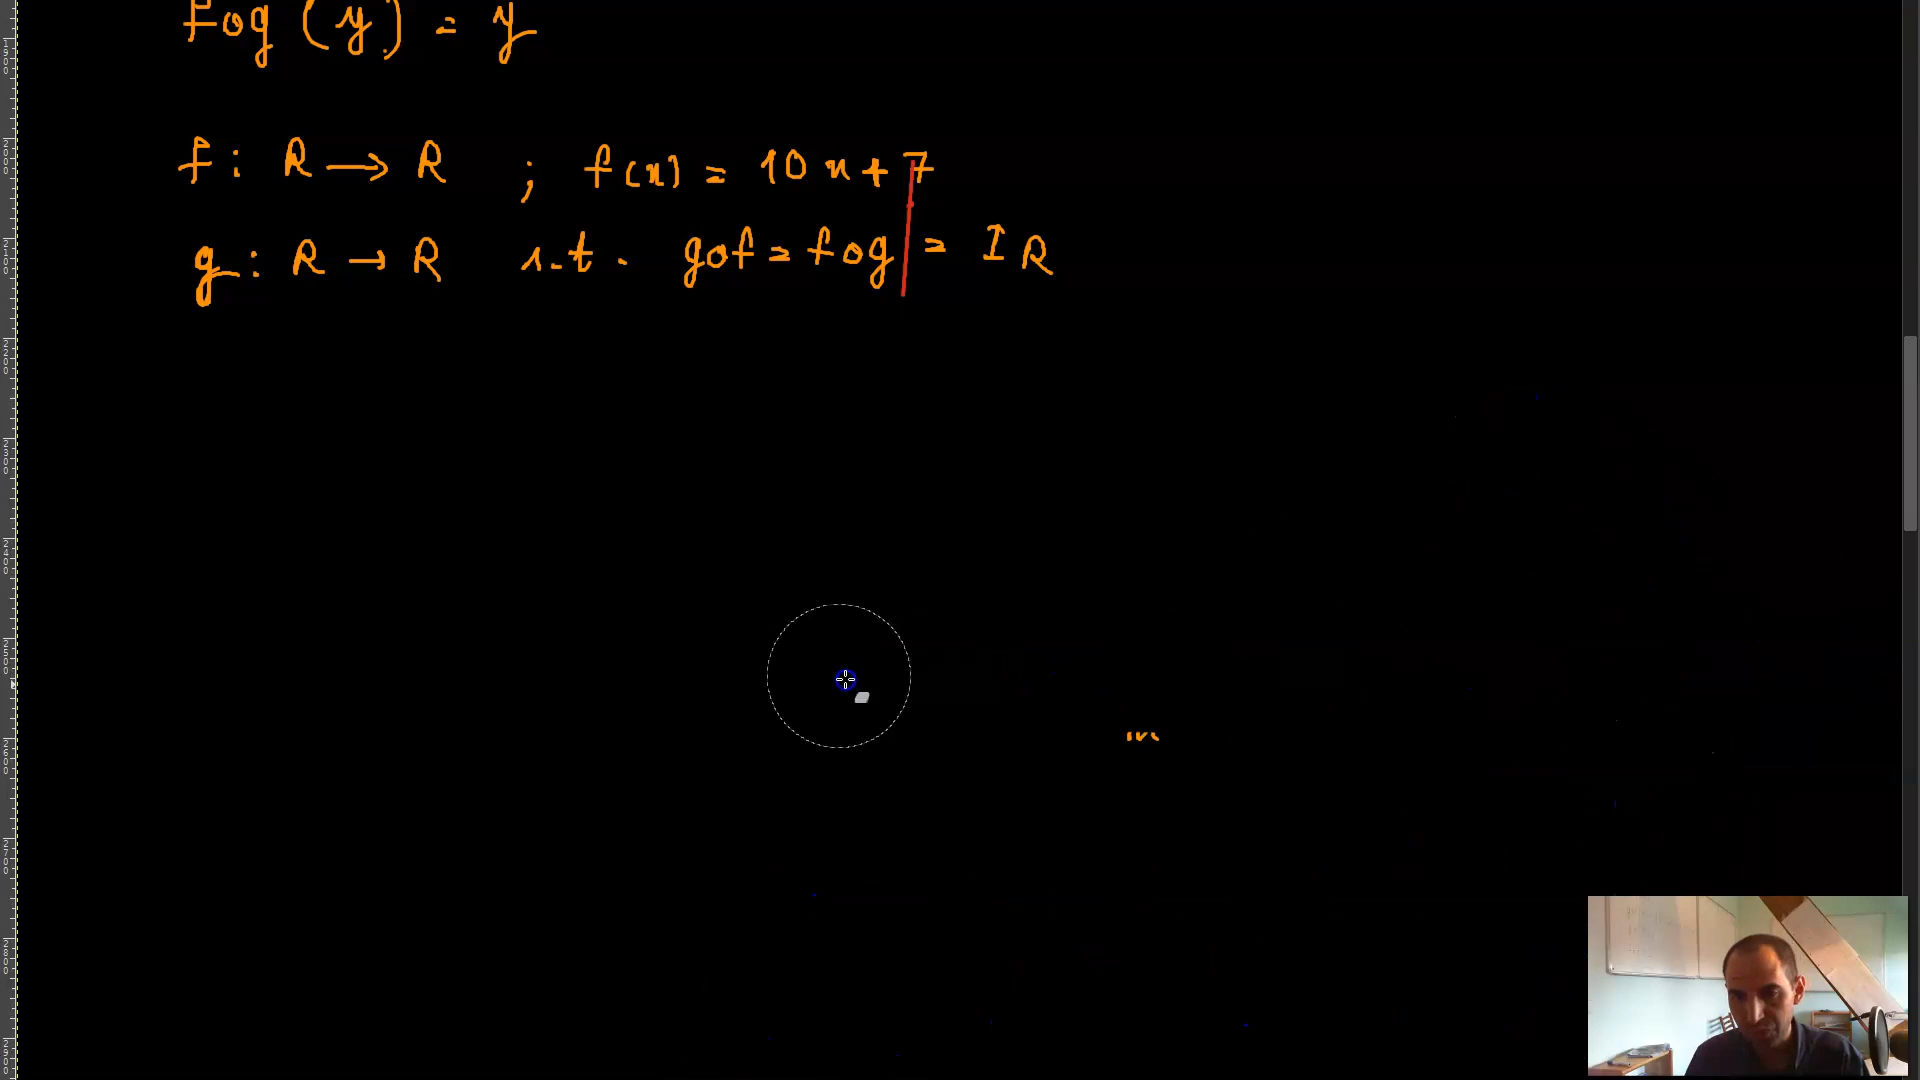 fog (y) = y
f : R → R ; f(x) = 10x + 7
g : R → R s.t. gof = fog = I R